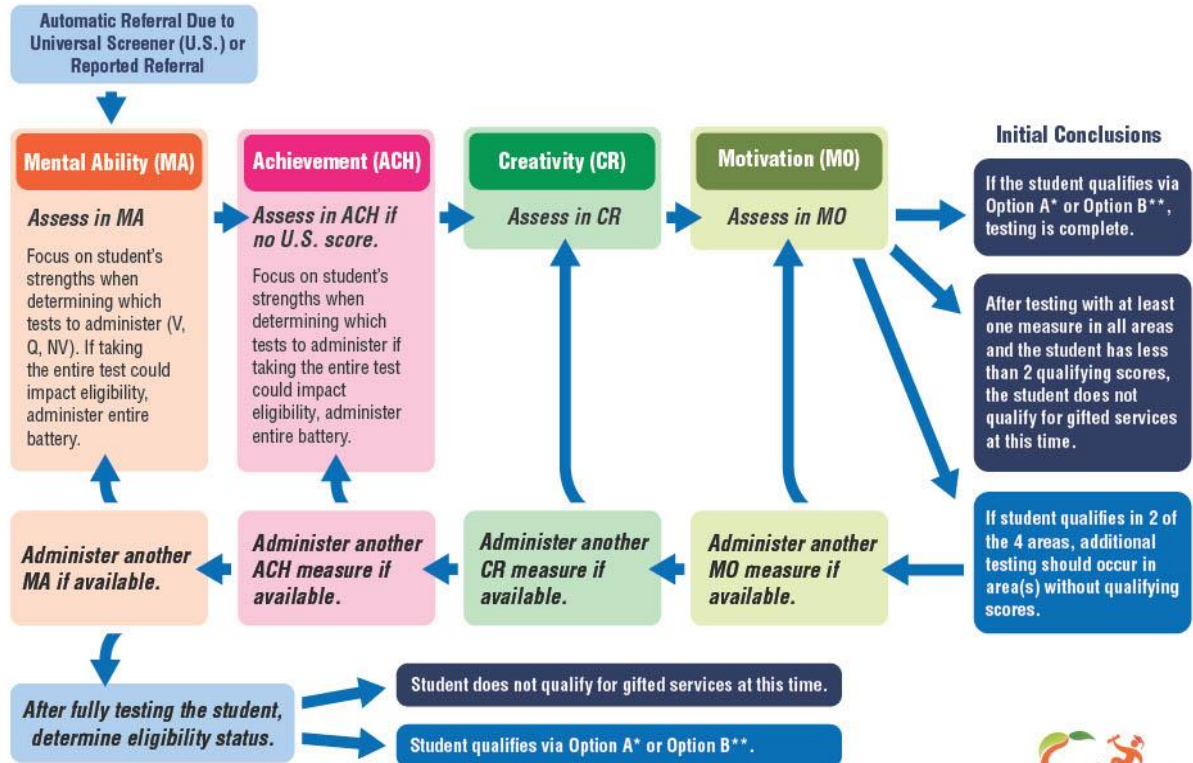 Automatic Referral Due to
Universal Screener (U.S.) or
Reported Referral
Mental Ability (MA)
Assess in MA
Focus on student's
strengths when
determining which
tests to administer (V,
Q, NV). If taking
the entire test could
impact eligibility,
administer entire
battery.
Achievement (ACH)
Assess in ACH if
no U.S. score.
Focus on student's
strengths when
determining which
tests to administer if
taking the entire test
could impact
eligibility, administer
entire battery.
Creativity (CR)
Assess in CR
Motivation (MO)
Assess in MO
Initial Conclusions
If the student qualifies via
Option A* or Option B**,
testing is complete.
After testing with at least
one measure in all areas
and the student has less
than 2 qualifying scores,
the student does not
qualify for gifted services
at this time.
If student qualifies in 2 of
the 4 areas, additional
testing should occur in
area(s) without qualifying
scores.
Administer another
MO measure if
available.
Administer another
CR measure if
available.
Administer another
ACH measure if
available.
Administer another
MA if available.
After fully testing the student,
determine eligibility status.
Student does not qualify for gifted services at this time.
Student qualifies via Option A* or Option B**.